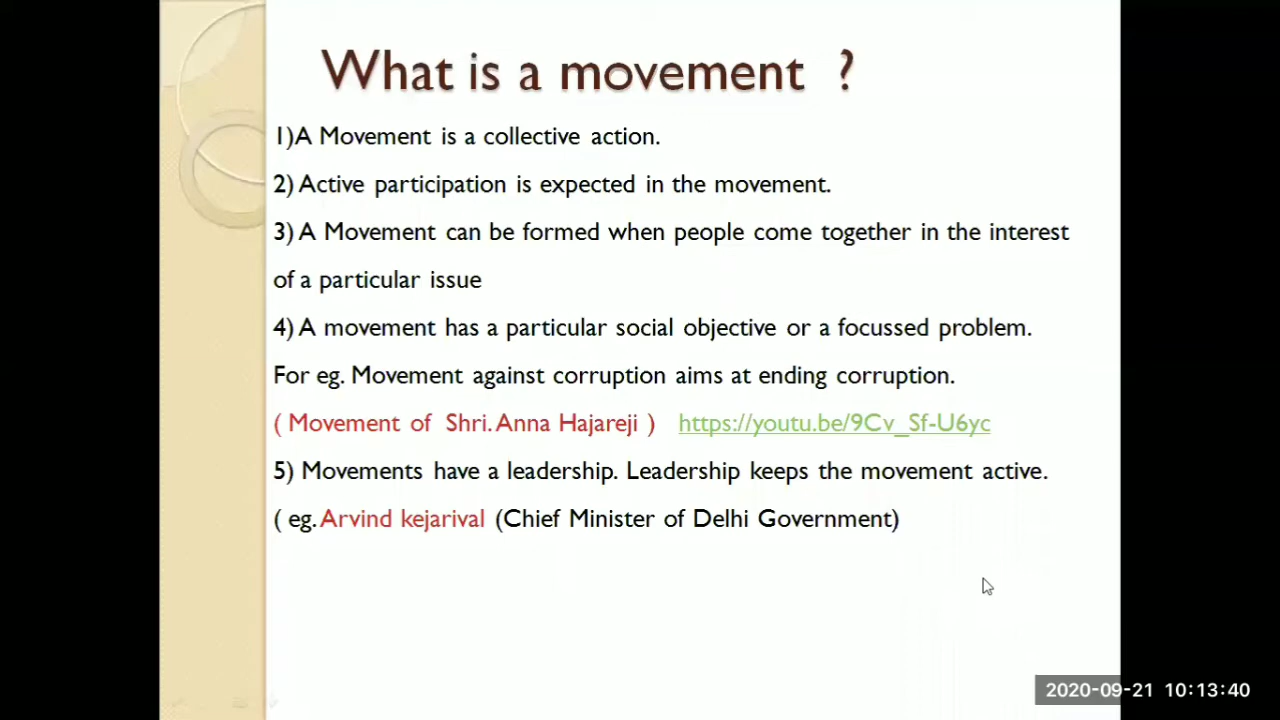 What is a movement ?
1)A Movement is a collective action.
2) Active participation is expected in the movement.
3) A Movement can be formed when people come together in the interest
of a particular issue
4) A movement has a particular social objective or a focussed problem.
For eg. Movement against corruption aims at ending corruption.
( Movement of Shri. Anna Hajareji ) https://youtu.be/9Cv_Sf-U6yc
5) Movements have a leadership. Leadership keeps the movement active.
( eg. Arvind kejarival (Chief Minister of Delhi Government)
2020-09-21 10:13:40